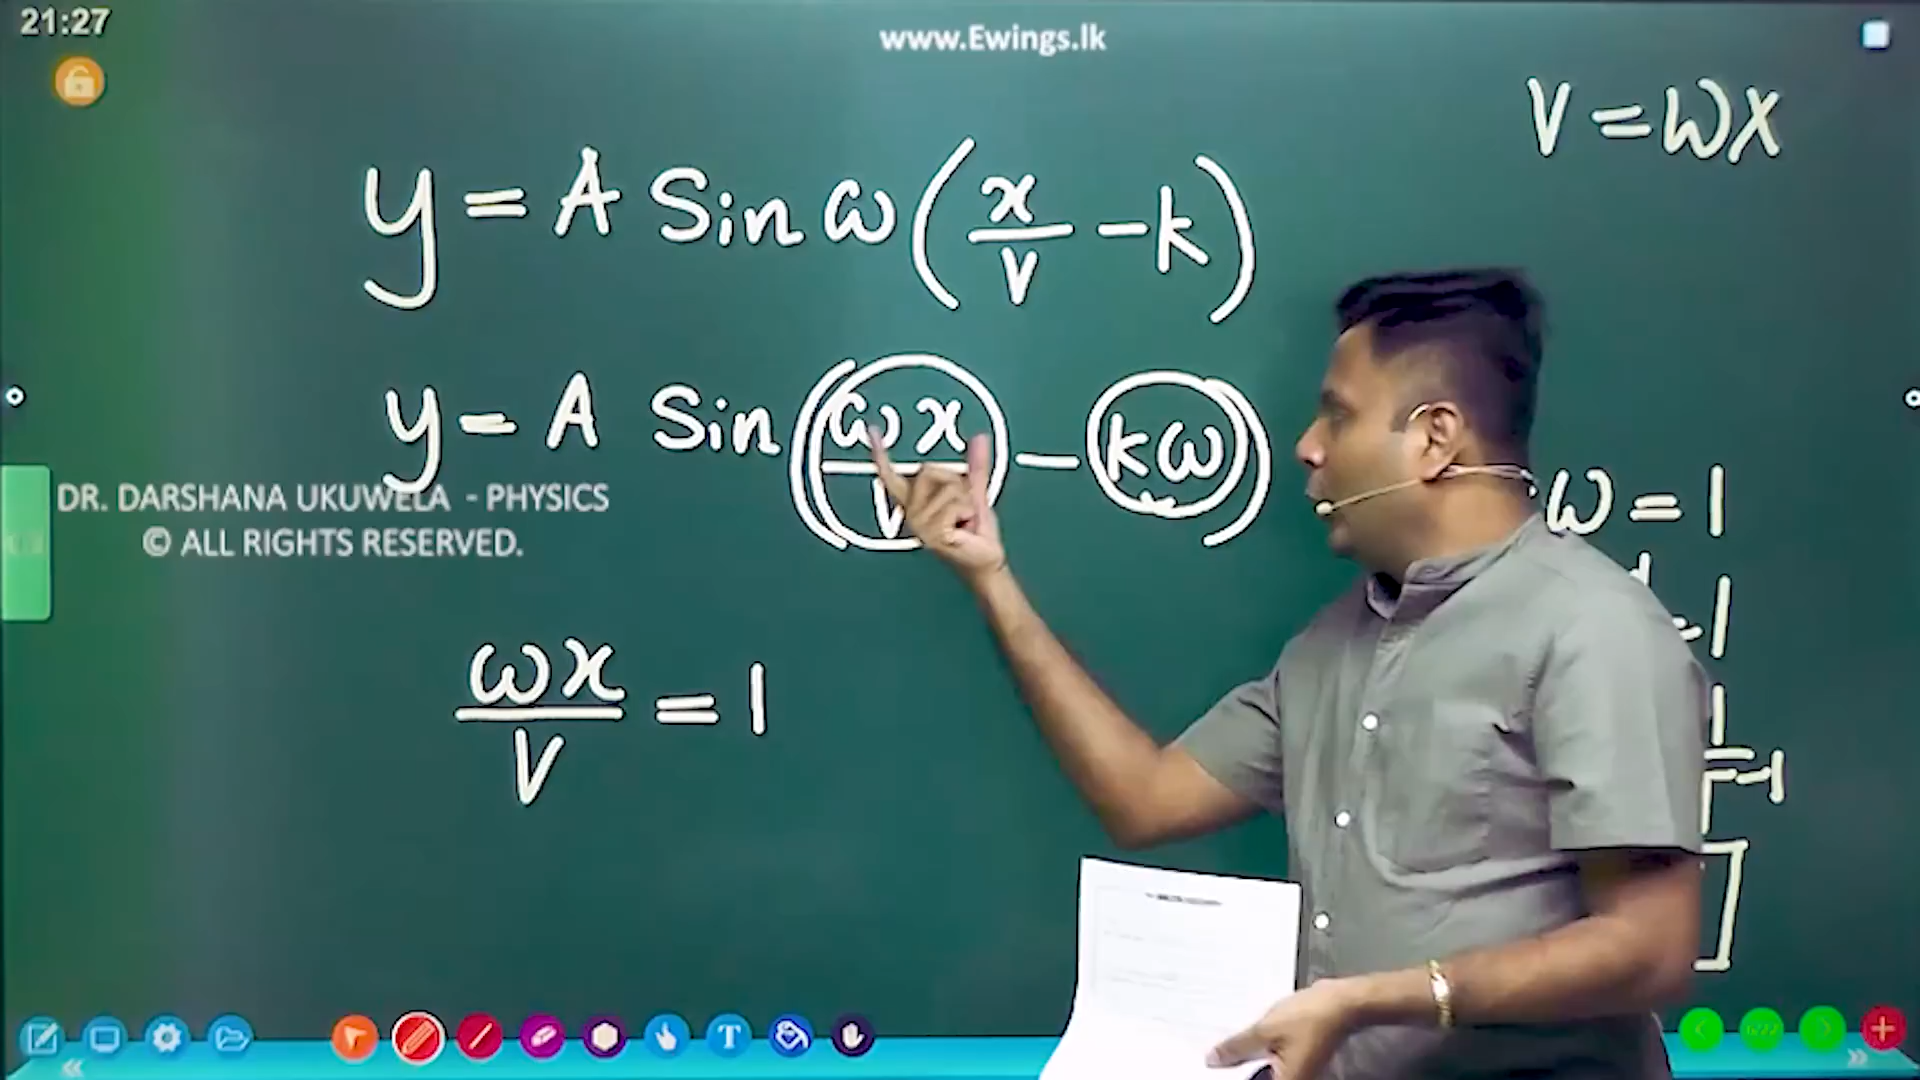 21:27
www.Ewings.lk
V = ωx
y = A Sin ω (x/v - k)
y = A Sin (ωx/v - kω)
DR. DARSHANA UKUWELA - PHYSICS
© ALL RIGHTS RESERVED.
ω = 1
ωx/V = 1
T